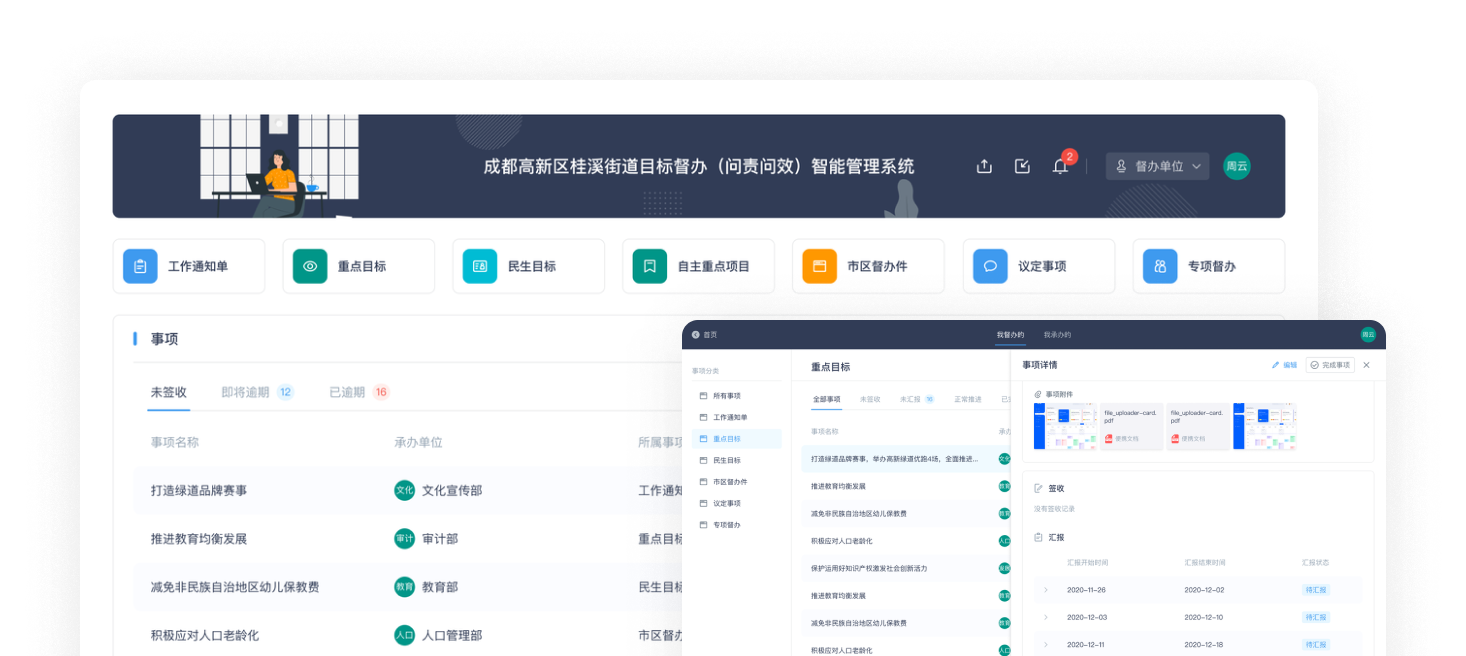 成都高新区桂溪街道目标督办（问责问效）智能管理系统
2
督办单位
周云
工作通知单
重点目标
民生目标
自主重点项目
市区督办件
议定事项
专项督办
事项
未签收 即将逾期 12 已逾期 16
事项名称 承办单位 所属事项
打造绿道品牌赛事 文化 文化宣传部 工作通知
推进教育均衡发展 审计 审计部 重点目标
减免非民族自治地区幼儿保教费 教育 教育部 民生目标
积极应对人口老龄化 人口 人口管理部 市区督办
首页 我督办的 我承办的 周云
事项分类
所有事项
工作通知单
重点目标
民生目标
市区督办件
议定事项
专项督办
重点目标
全部事项 未签收 未汇报 10 正常推进
事项名称 承办
打造绿道品牌赛事，举办高新绿道优跑4场，全面推进... 文化
推进教育均衡发展
减免非民族自治地区幼儿保教费
积极应对人口老龄化 人口
保护运用好知识产权激发社会创新活力
推进教育均衡发展
减免非民族自治地区幼儿保教费
积极应对人口老龄化 人口
事项详情 编辑 完成事项
事项附件
file_uploader-card.
pdf
便携文档
file_uploader-card.
pdf
便携文档
签收
没有签收记录
汇报
汇报开始时间 汇报结束时间 汇报状态
2020-11-26 2020-12-02 待汇报
2020-12-03 2020-12-10 待汇报
2020-12-11 2020-12-18 待汇报